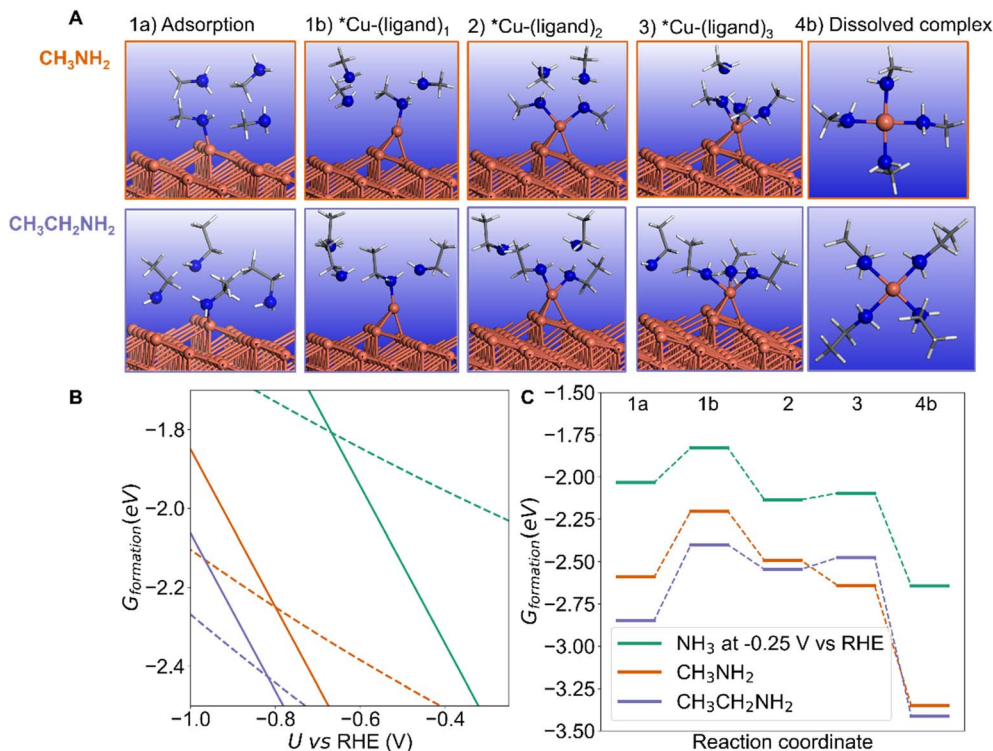 A
1a) Adsorption 1b) *Cu-(ligand)₁ 2) *Cu-(ligand)₂ 3) *Cu-(ligand)₃ 4b) Dissolved complex
CH₃NH₂
CH₃CH₂NH₂
B
−1.8
−2.0
−2.2
−2.4
G_formation(eV)
−1.0 −0.8 −0.6 −0.4
U vs RHE (V)
C
−1.50
−1.75
−2.00
−2.25
−2.50
−2.75
−3.00
−3.25
−3.50
G_formation(eV)
1a 1b 2 3 4b
NH₃ at -0.25 V vs RHE
CH₃NH₂
CH₃CH₂NH₂
Reaction coordinate